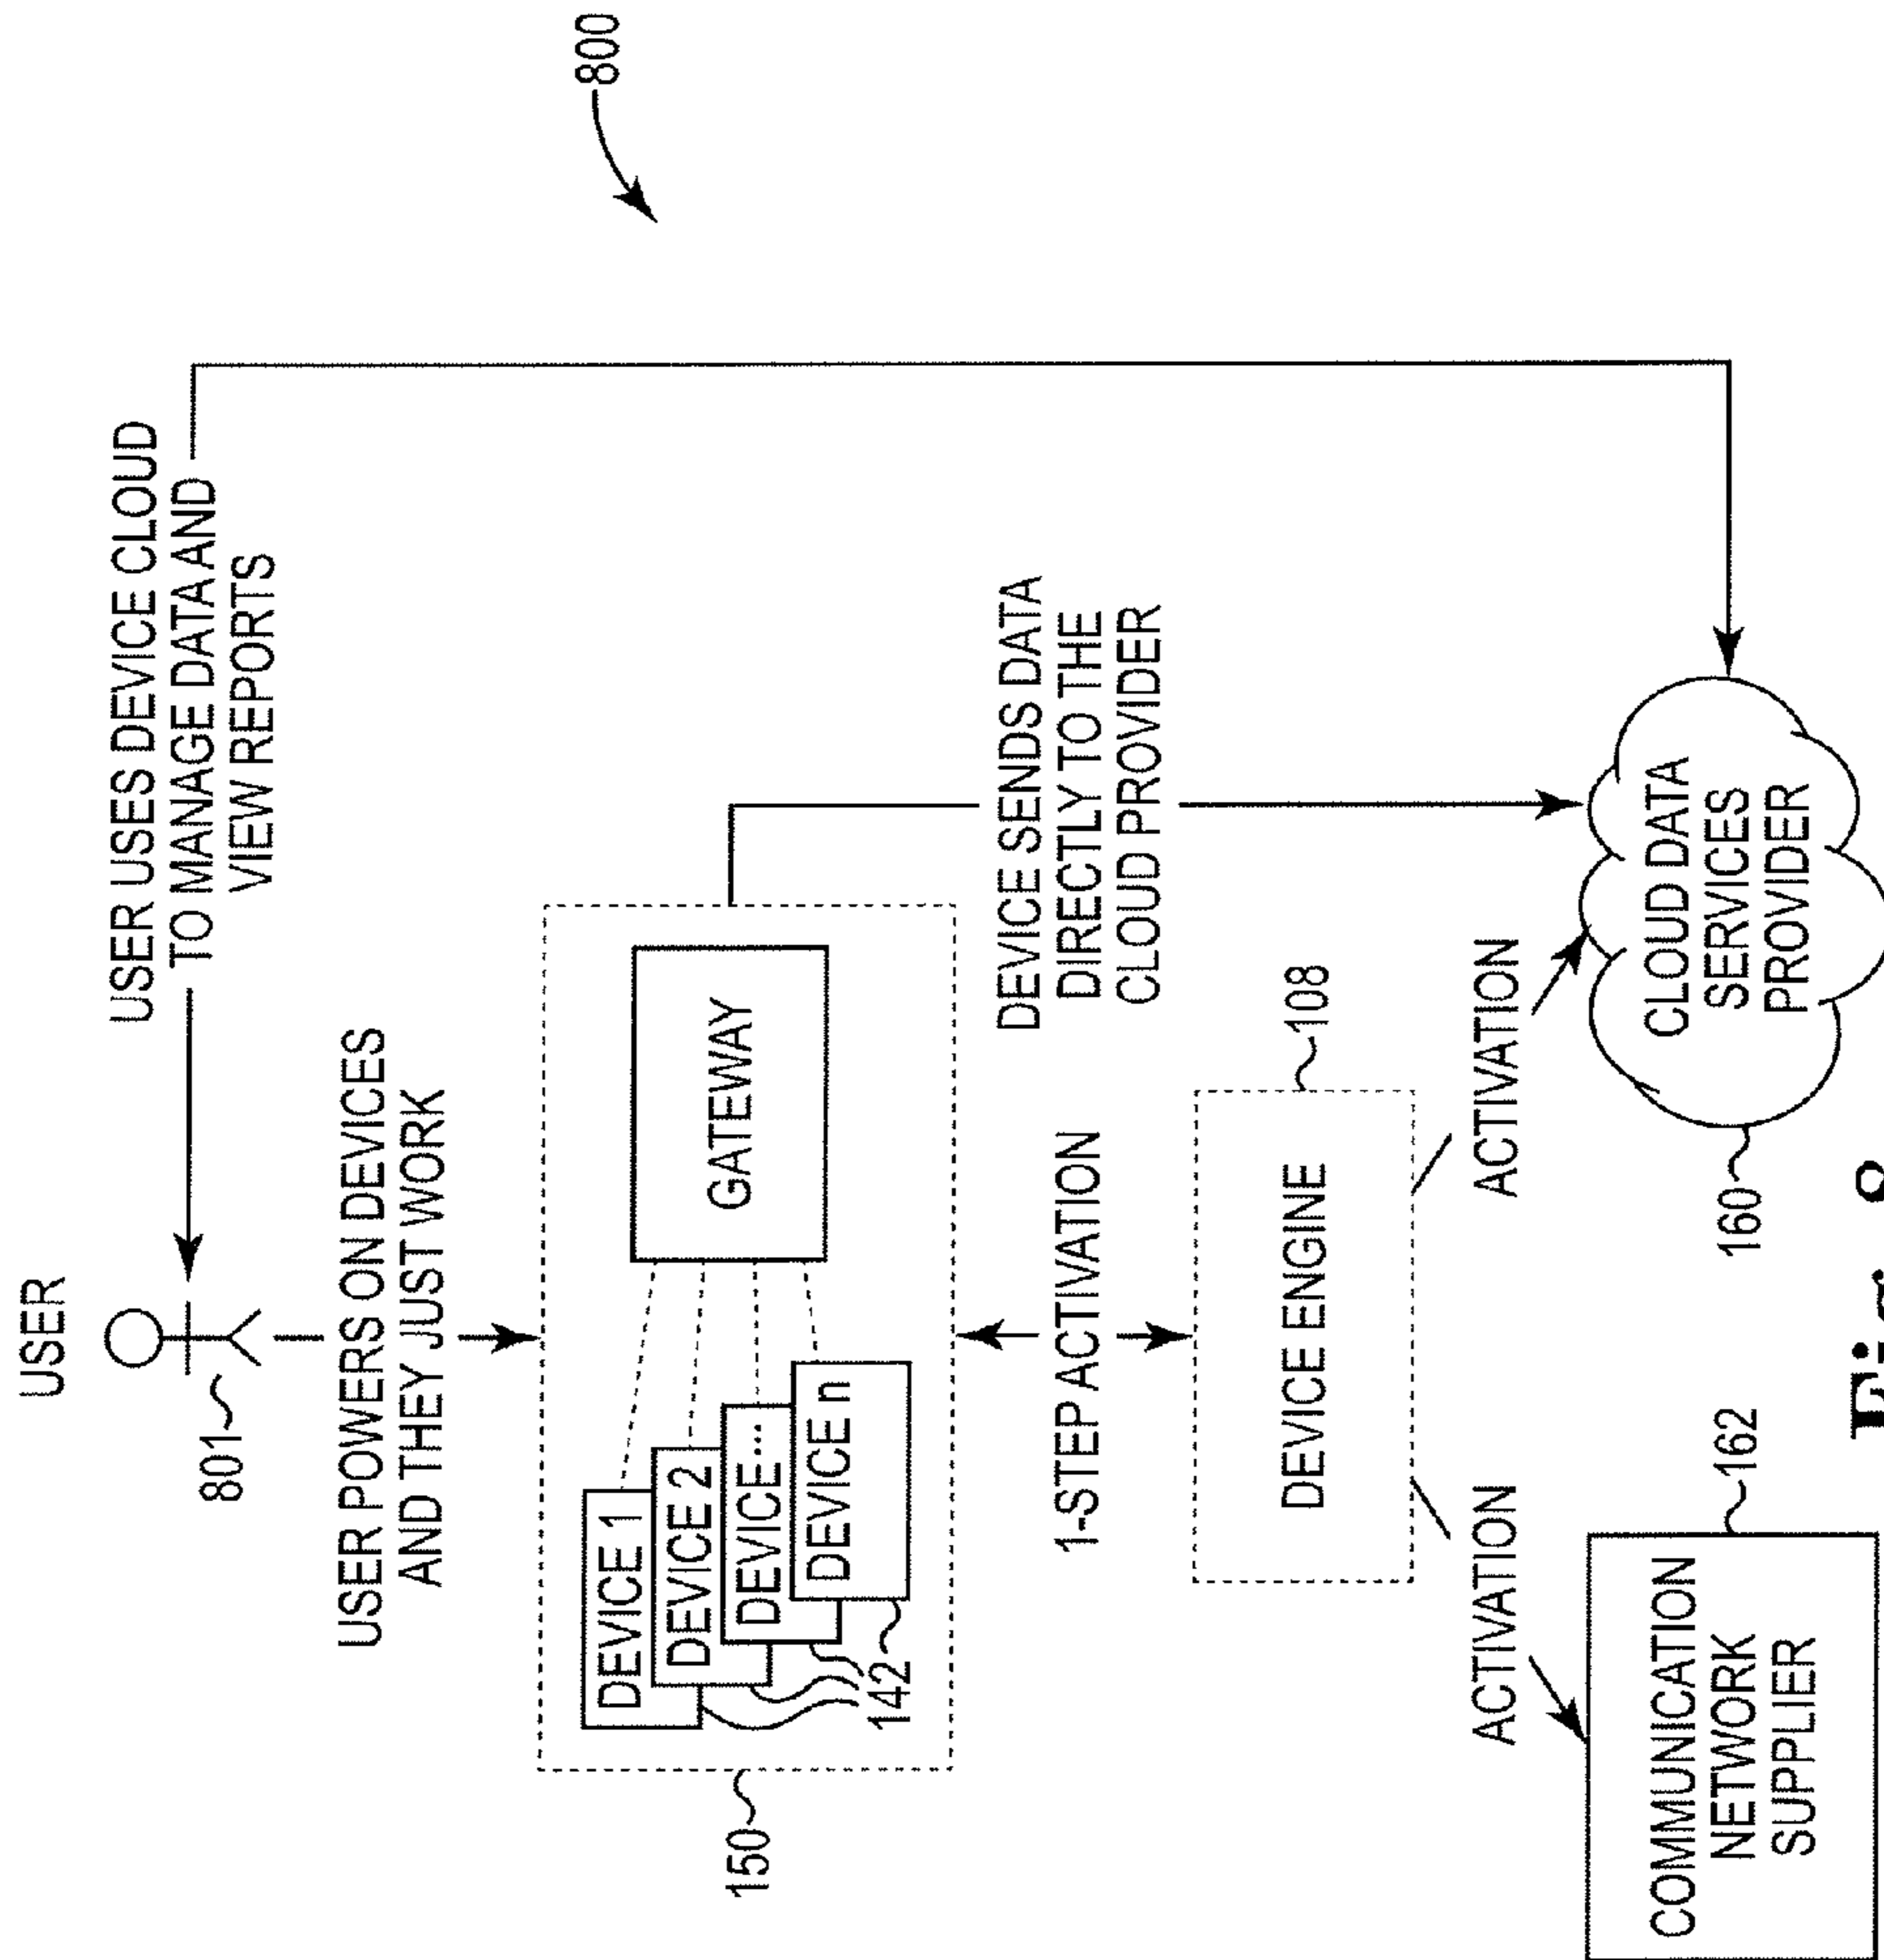 800
USER
801
USER USES DEVICE CLOUD
TO MANAGE DATA AND
VIEW REPORTS
USER POWERS ON DEVICES
AND THEY JUST WORK
DEVICE 1
DEVICE 2
DEVICE...
DEVICE n
142
150
GATEWAY
DEVICE SENDS DATA
DIRECTLY TO THE
CLOUD PROVIDER
1-STEP ACTIVATION
DEVICE ENGINE
108
ACTIVATION
ACTIVATION
COMMUNICATION
NETWORK
SUPPLIER
162
CLOUD DATA
SERVICES
PROVIDER
160